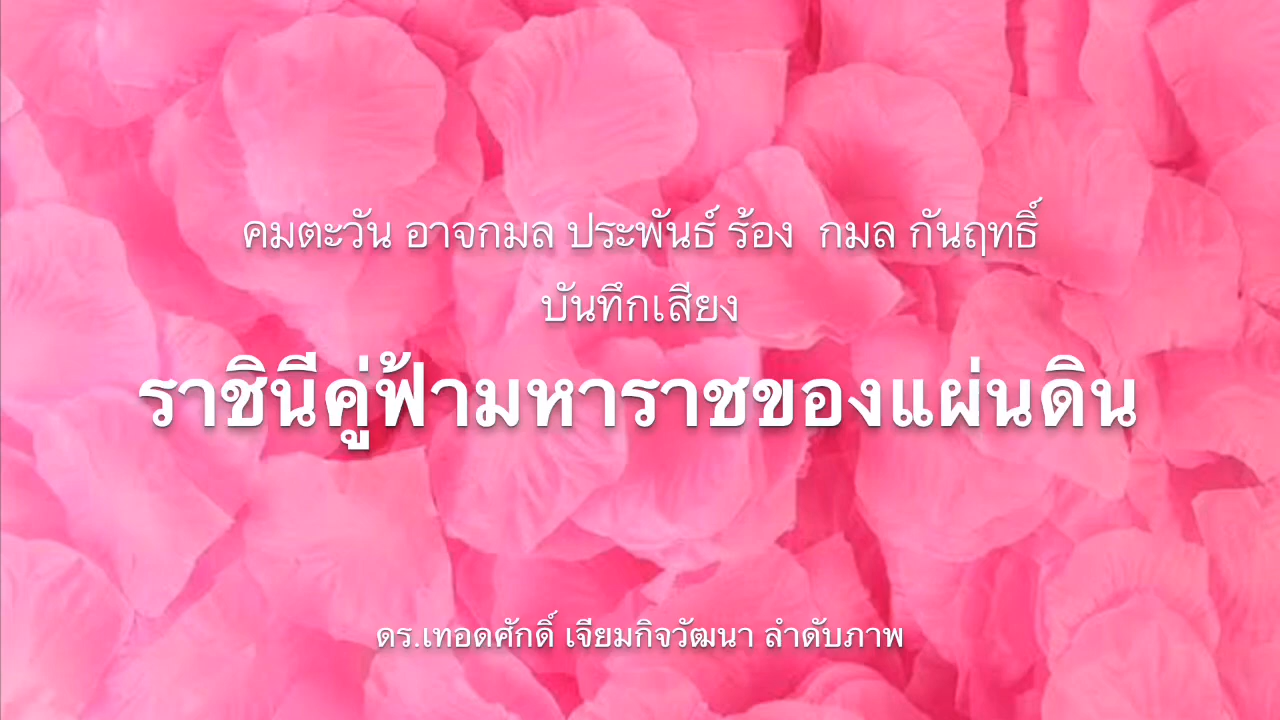 คมตะวัน อาจกมล ประพันธ์ ร้อง  กมล กันฤทธิ์
บันทึกเสียง
ราชินีคู่ฟ้ามหาราชของแผ่นดิน
ดร.เทอดศักดิ์ เจียมกิจวัฒนา ลำดับภาพ